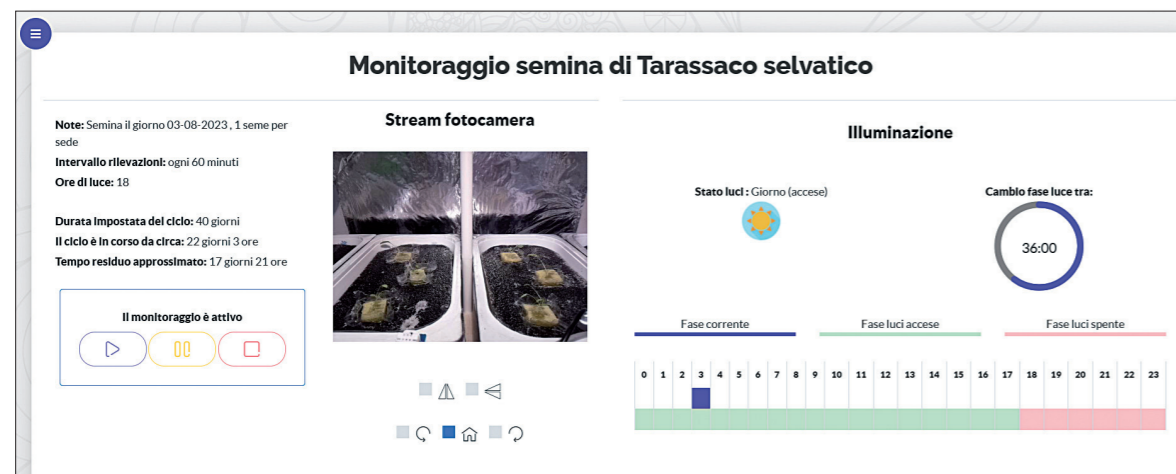 Monitoraggio semina di Tarassaco selvatico
Note: Semina il giorno 03-08-2023 , 1 seme per
sede
Intervallo rilevazioni: ogni 60 minuti
Ore di luce: 18
Durata impostata del ciclo: 40 giorni
Il ciclo è in corso da circa: 22 giorni 3 ore
Tempo residuo approssimato: 17 giorni 21 ore
Il monitoraggio è attivo
Stream fotocamera
Illuminazione
Stato luci : Giorno (accese)
Cambio fase luce tra:
36:00
Fase corrente
Fase luci accese
Fase luci spente
0 1 2 3 4 5 6 7 8 9 10 11 12 13 14 15 16 17 18 19 20 21 22 23